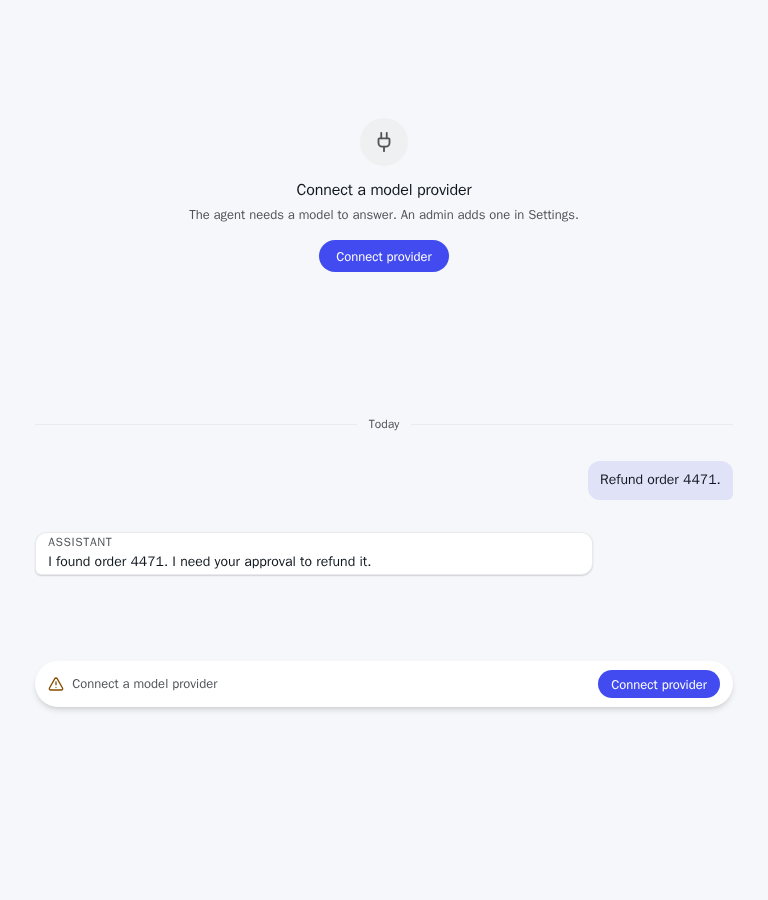 Connect a model provider
The agent needs a model to answer. An admin adds one in Settings.
Connect provider
Today
Refund order 4471.
ASSISTANT
I found order 4471. I need your approval to refund it.
Connect a model provider
Connect provider